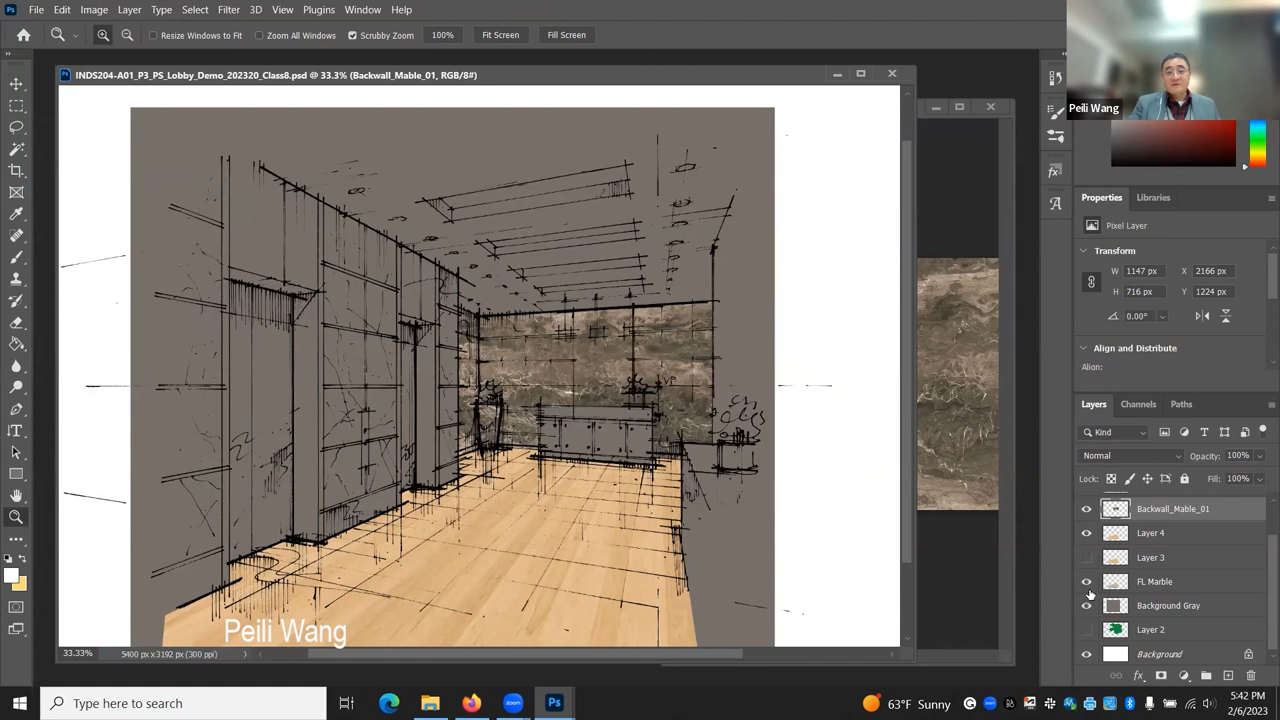 Ps File Edit Image Layer Type Select Filter 3D View Plugins Window Help
Resize Windows to Fit Zoom All Windows Scrubby Zoom 100% Fit Screen Fill Screen
Peili Wang
Ps INDS204-A01_P3_PS_Lobby_Demo_202320_Class8.psd @ 33.3% (Backwall_Mable_01, RGB/8#)
Properties Libraries
Pixel Layer
Transform
W 1147 px X 2166 px
H 716 px Y 1224 px
0.00°
Align and Distribute
Align:
VP
Layers Channels Paths
Kind
Normal Opacity: 100%
Lock: Fill: 100%
Backwall_Mable_01
Layer 4
Layer 3
FL Marble
Background Gray
Layer 2
Background
Peili Wang
33.33% 5400 px x 3192 px (300 ppi)
Type here to search
Ps
63°F Sunny
5:42 PM
2/6/2023